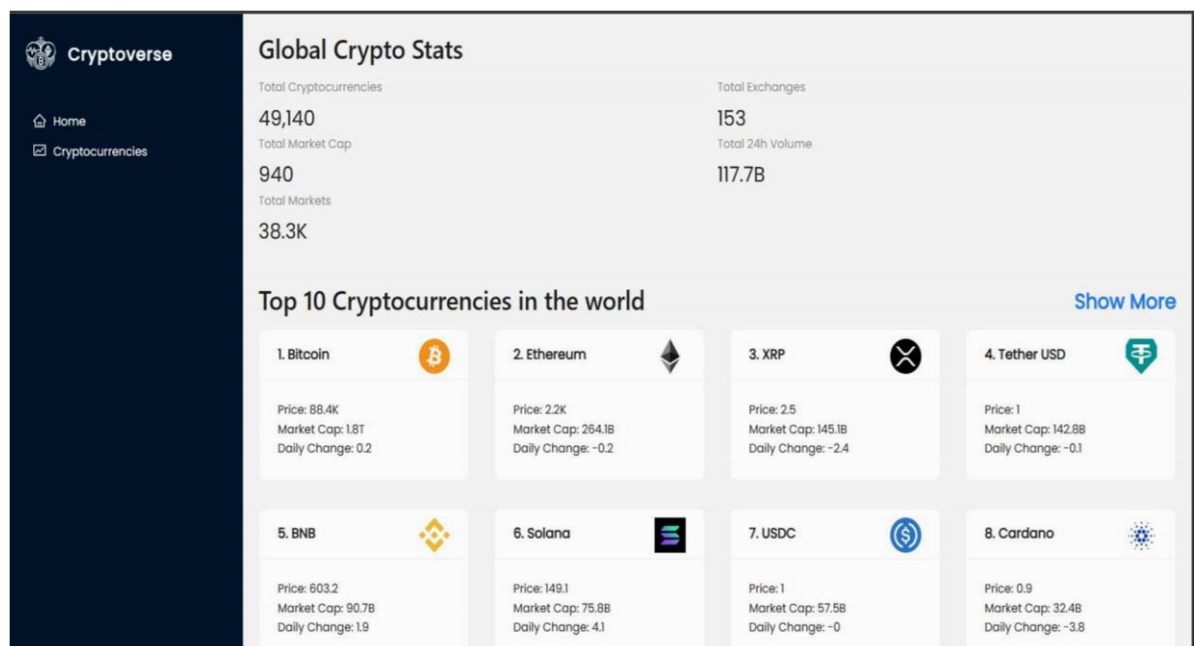 Cryptoverse
Home
Cryptocurrencies
Global Crypto Stats
Total Cryptocurrencies
49,140
Total Exchanges
153
Total Market Cap
940
Total 24h Volume
117.7B
Total Markets
38.3K
Top 10 Cryptocurrencies in the world
Show More
1. Bitcoin
Price: 88.4K
Market Cap: 1.8T
Daily Change: 0.2
2. Ethereum
Price: 2.2K
Market Cap: 264.1B
Daily Change: -0.2
3. XRP
Price: 2.5
Market Cap: 145.1B
Daily Change: -2.4
4. Tether USD
Price: 1
Market Cap: 142.8B
Daily Change: -0.1
5. BNB
Price: 603.2
Market Cap: 90.7B
Daily Change: 1.9
6. Solana
Price: 149.1
Market Cap: 75.8B
Daily Change: 4.1
7. USDC
Price: 1
Market Cap: 57.5B
Daily Change: -0
8. Cardano
Price: 0.9
Market Cap: 32.4B
Daily Change: -3.8